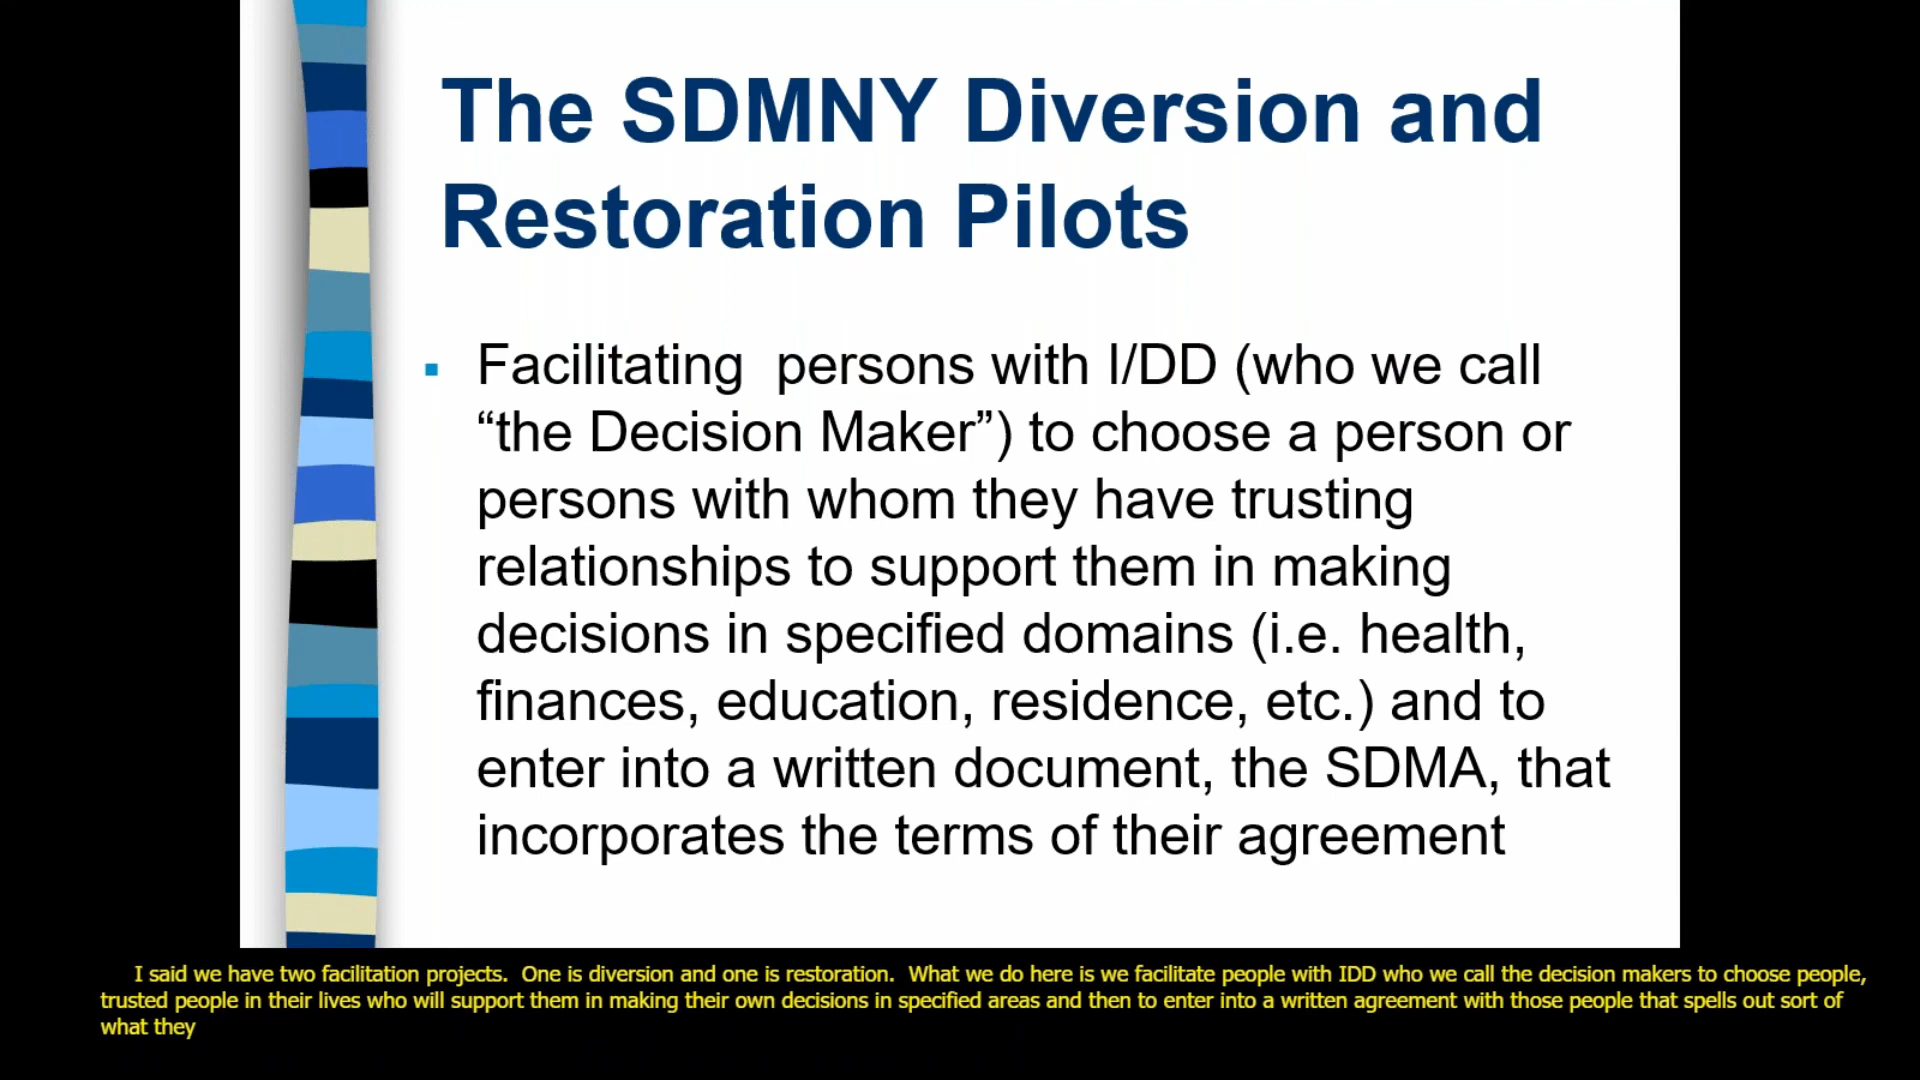 The SDMNY Diversion and
Restoration Pilots
▪ Facilitating  persons with I/DD (who we call
“the Decision Maker”) to choose a person or
persons with whom they have trusting
relationships to support them in making
decisions in specified domains (i.e. health,
finances, education, residence, etc.) and to
enter into a written document, the SDMA, that
incorporates the terms of their agreement
I said we have two facilitation projects.  One is diversion and one is restoration.  What we do here is we facilitate people with IDD who we call the decision makers to choose people,
trusted people in their lives who will support them in making their own decisions in specified areas and then to enter into a written agreement with those people that spells out sort of
what they